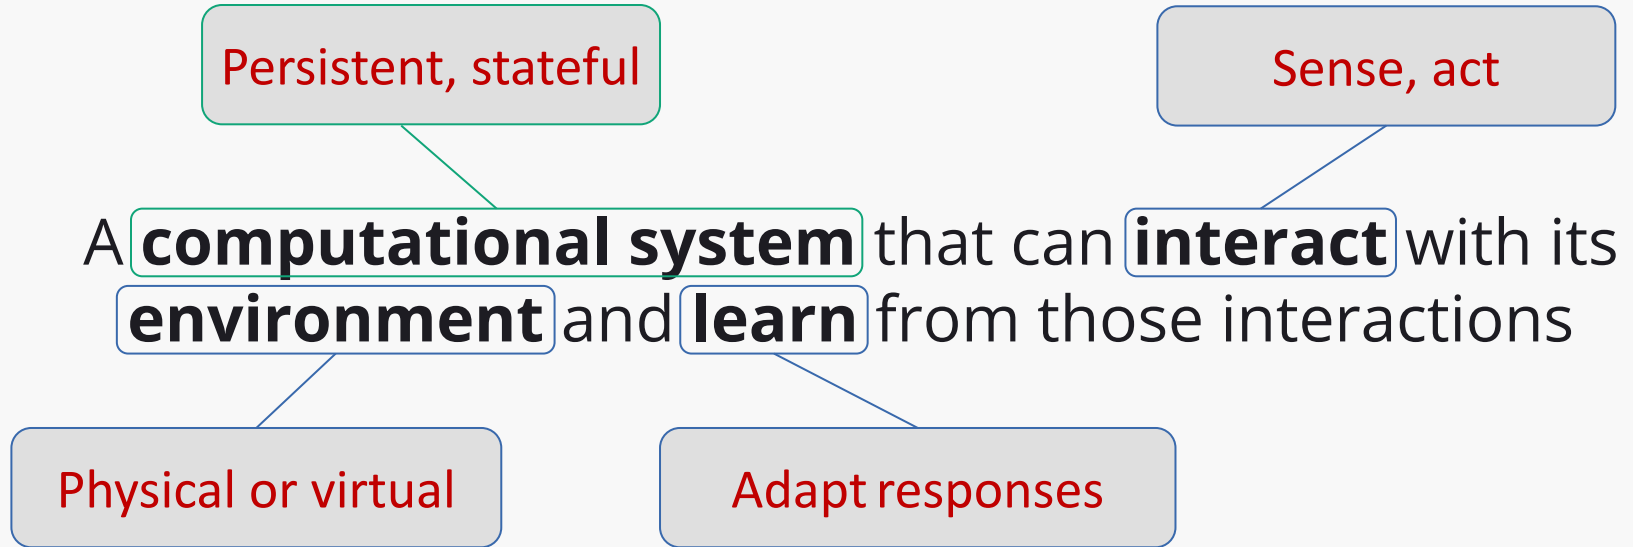 Persistent, stateful
Sense, act
A computational system that can interact with its
environment and learn from those interactions
Physical or virtual
Adapt responses